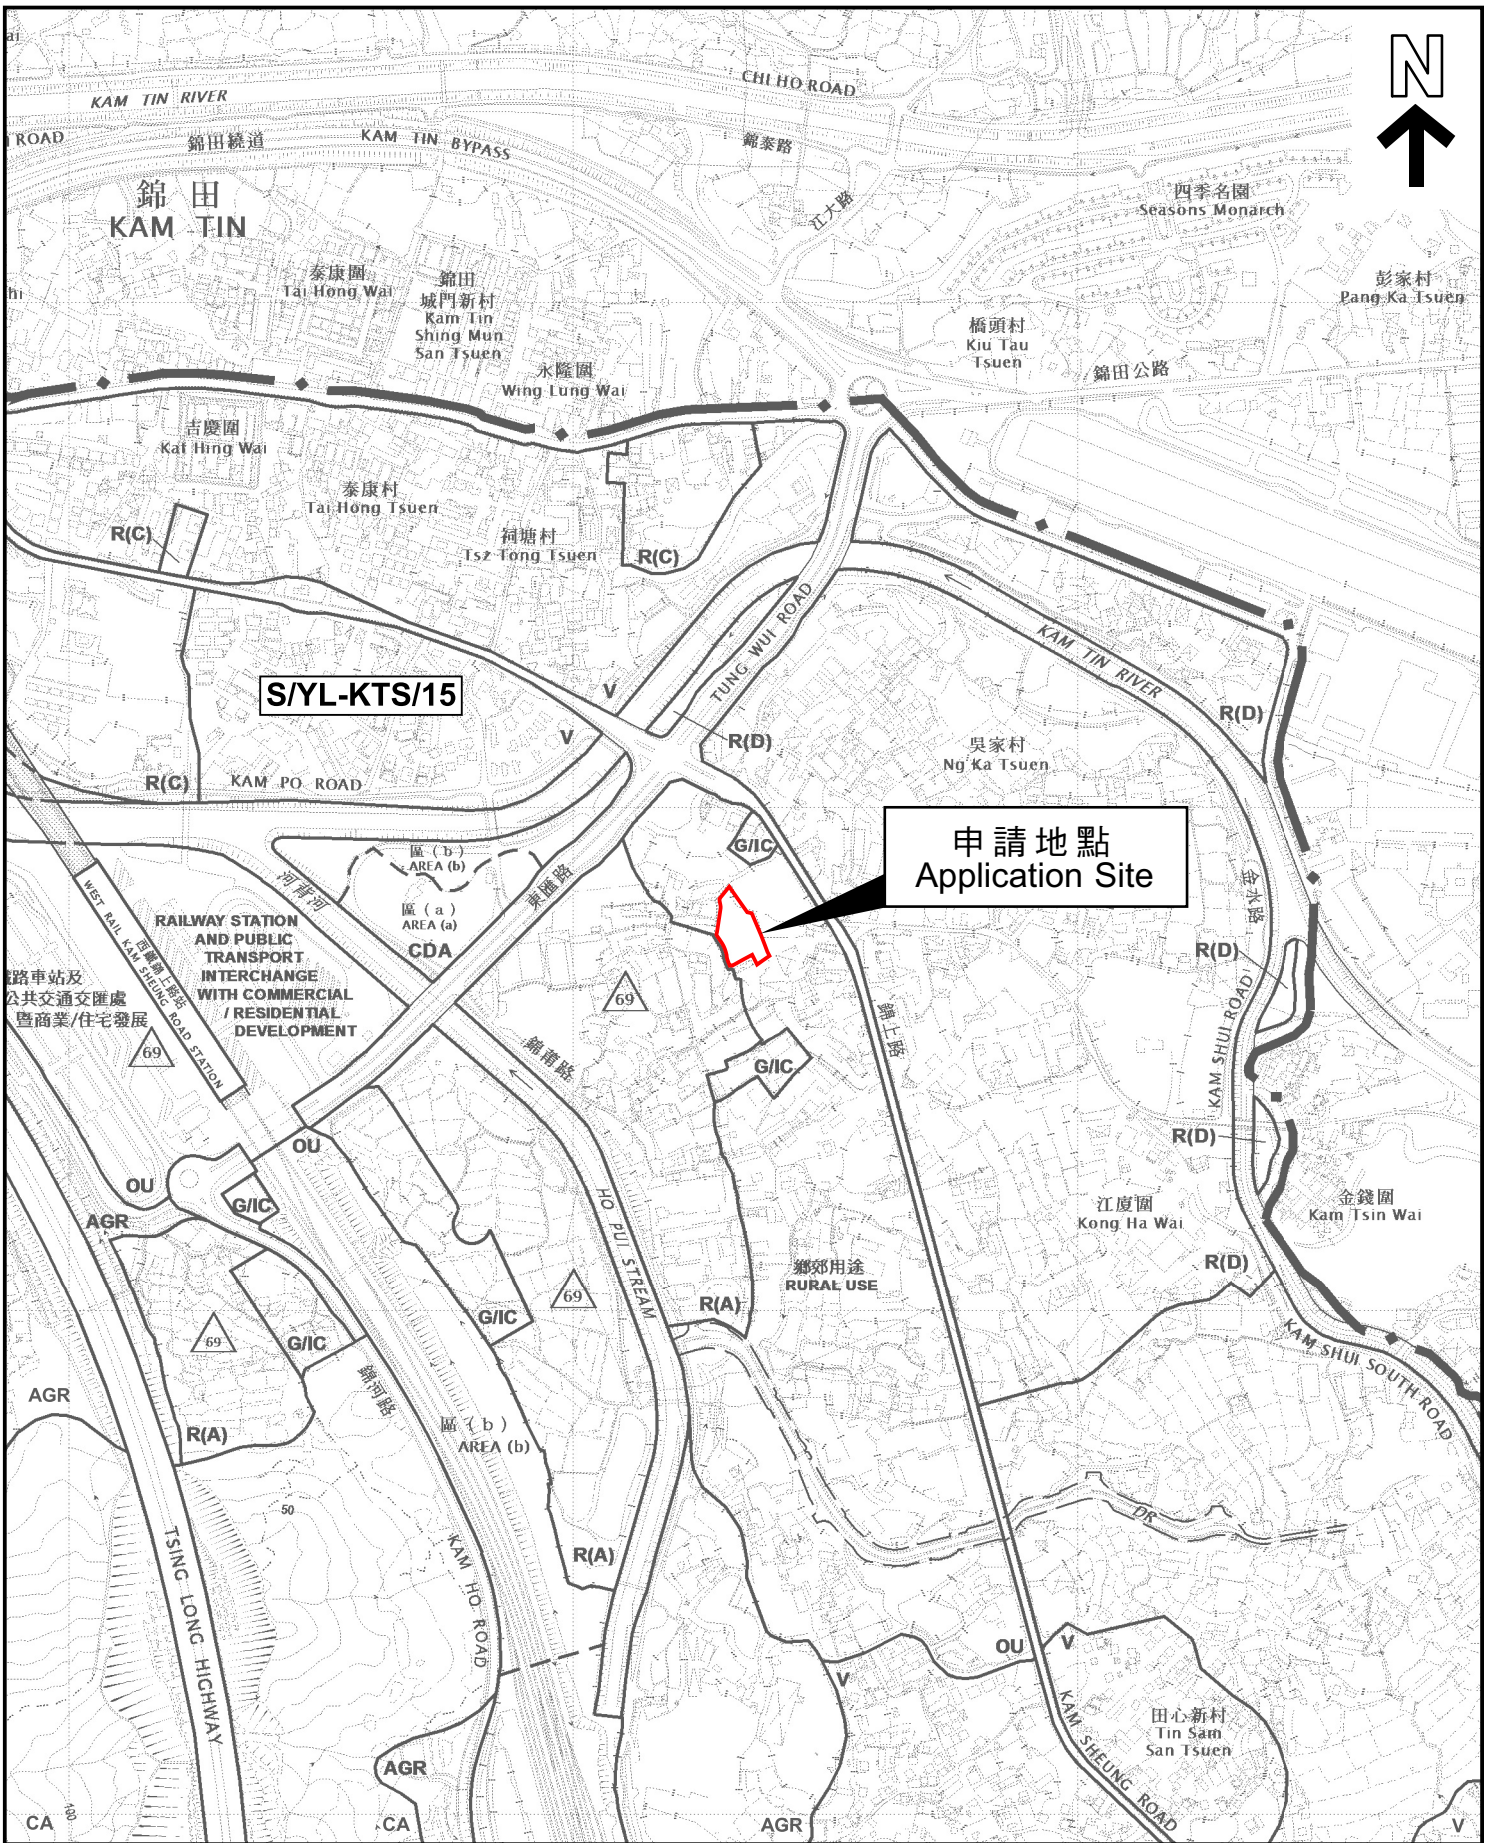 ai
N
CHI HO ROAD
KAM TIN RIVER
I ROAD
錦田繞道
KAM TIN BYPASS
錦泰路
錦田
KAM TIN
四季名園
Seasons Monarch
江大路
泰康圍
Tai Hong Wai
錦田
城門新村
Kam Tin
Shing Mun
San Tsuen
hi
彭家村
Pang Ka Tsuen
橋頭村
Kiu Tau
Tsuen
錦田公路
永隆圍
Wing Lung Wai
吉慶圍
Kat Hing Wai
泰康村
Tai Hong Tsuen
R(C)
祠塘村
Tsz Tong Tsuen
R(C)
TUNG WUI ROAD
KAM TIN RIVER
S/YL-KTS/15
V
V
R(D)
R(D)
吳家村
Ng Ka Tsuen
R(C)
KAM PO ROAD
申請地點
Application Site
G/IC
區（b）
AREA (b)
河背河
東匯路
區（a）
AREA (a)
CDA
金水路
WEST RAIL KAM SHEUNG ROAD STATION
西鐵錦上路站
RAILWAY STATION
AND PUBLIC
TRANSPORT
INTERCHANGE
WITH COMMERCIAL
/ RESIDENTIAL
DEVELOPMENT
路車站及
公共交通交匯處
暨商業/住宅發展
69
69
R(D)
錦上路
錦莆路
G/IC
KAM SHUI ROAD
R(D)
OU
OU
G/IC
AGR
HO PUI STREAM
江廈圍
Kong Ha Wai
金錢圍
Kam Tsin Wai
鄉郊用途
RURAL USE
R(D)
69
G/IC
R(A)
69
G/IC
KAM SHUI SOUTH ROAD
錦河路
AGR
R(A)
區（b）
AREA (b)
50
DR
TSING LONG HIGHWAY
KAM HO ROAD
R(A)
OU
V
V
KAM SHEUNG ROAD
田心新村
Tin Sam
San Tsuen
AGR
CA
100
CA
AGR
V